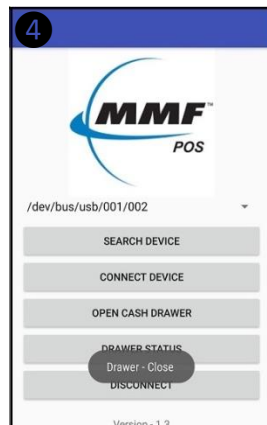 4
MMF™
POS
/dev/bus/usb/001/002
SEARCH DEVICE
CONNECT DEVICE
OPEN CASH DRAWER
DRAWER STATUS
Drawer - Close
DISCONNECT
Version - 1.3